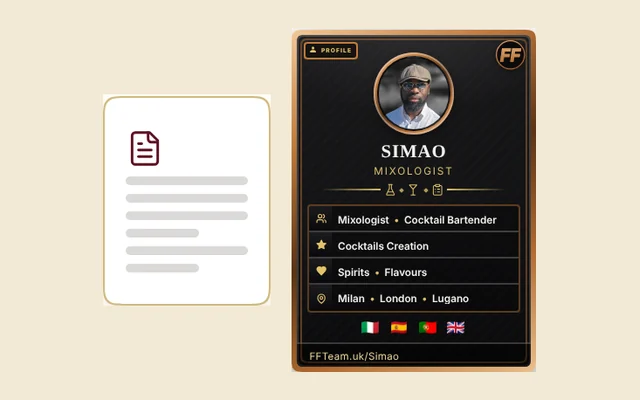 PROFILE
FF
SIMAO
MIXOLOGIST
Mixologist • Cocktail Bartender
Cocktails Creation
Spirits • Flavours
Milan • London • Lugano
FFTeam.uk/Simao